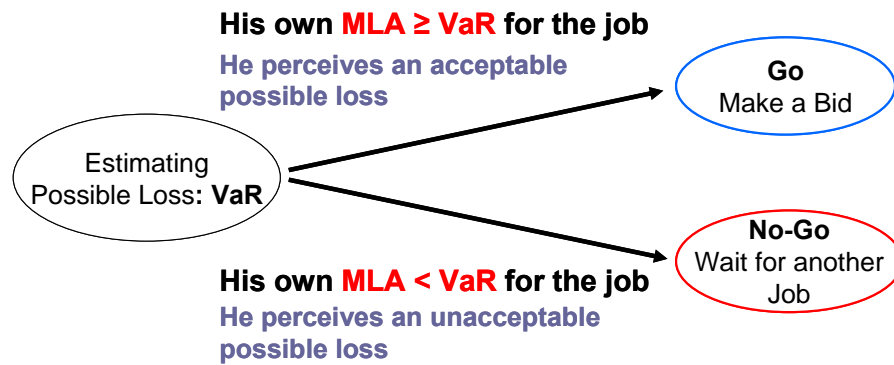 His own MLA ≥ VaR for the job
He perceives an acceptable
possible loss
Go
Make a Bid
Estimating
Possible Loss: VaR
No-Go
Wait for another
Job
His own MLA < VaR for the job
He perceives an unacceptable
possible loss